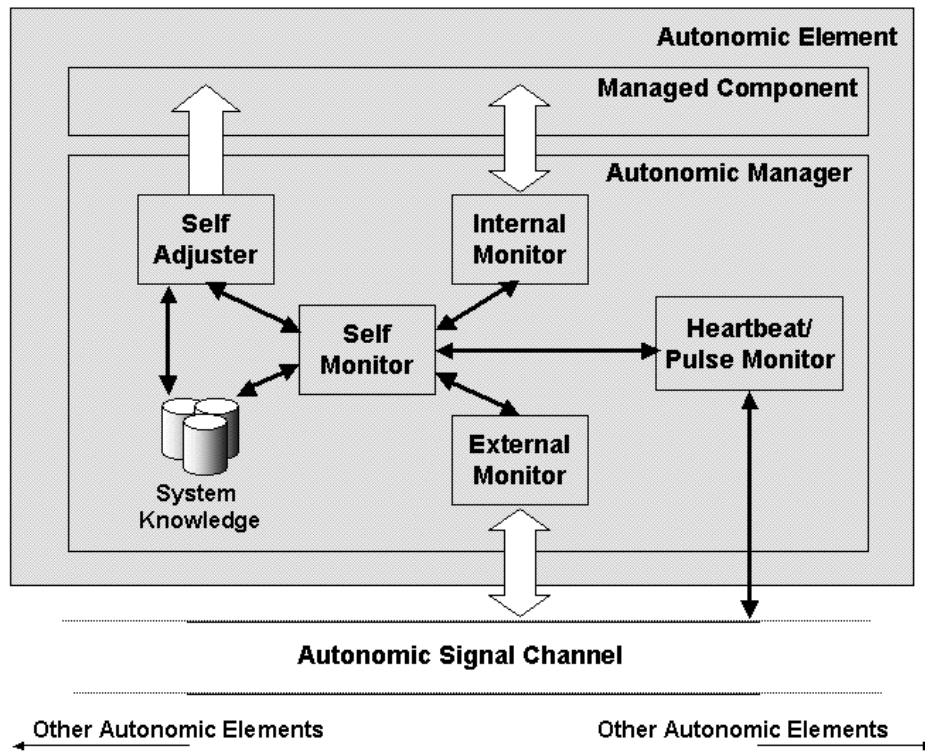 Autonomic Element
Managed Component
Autonomic Manager
Self
Adjuster
Internal
Monitor
Self
Monitor
Heartbeat/
Pulse Monitor
External
Monitor
System
Knowledge
Autonomic Signal Channel
Other Autonomic Elements
Other Autonomic Elements